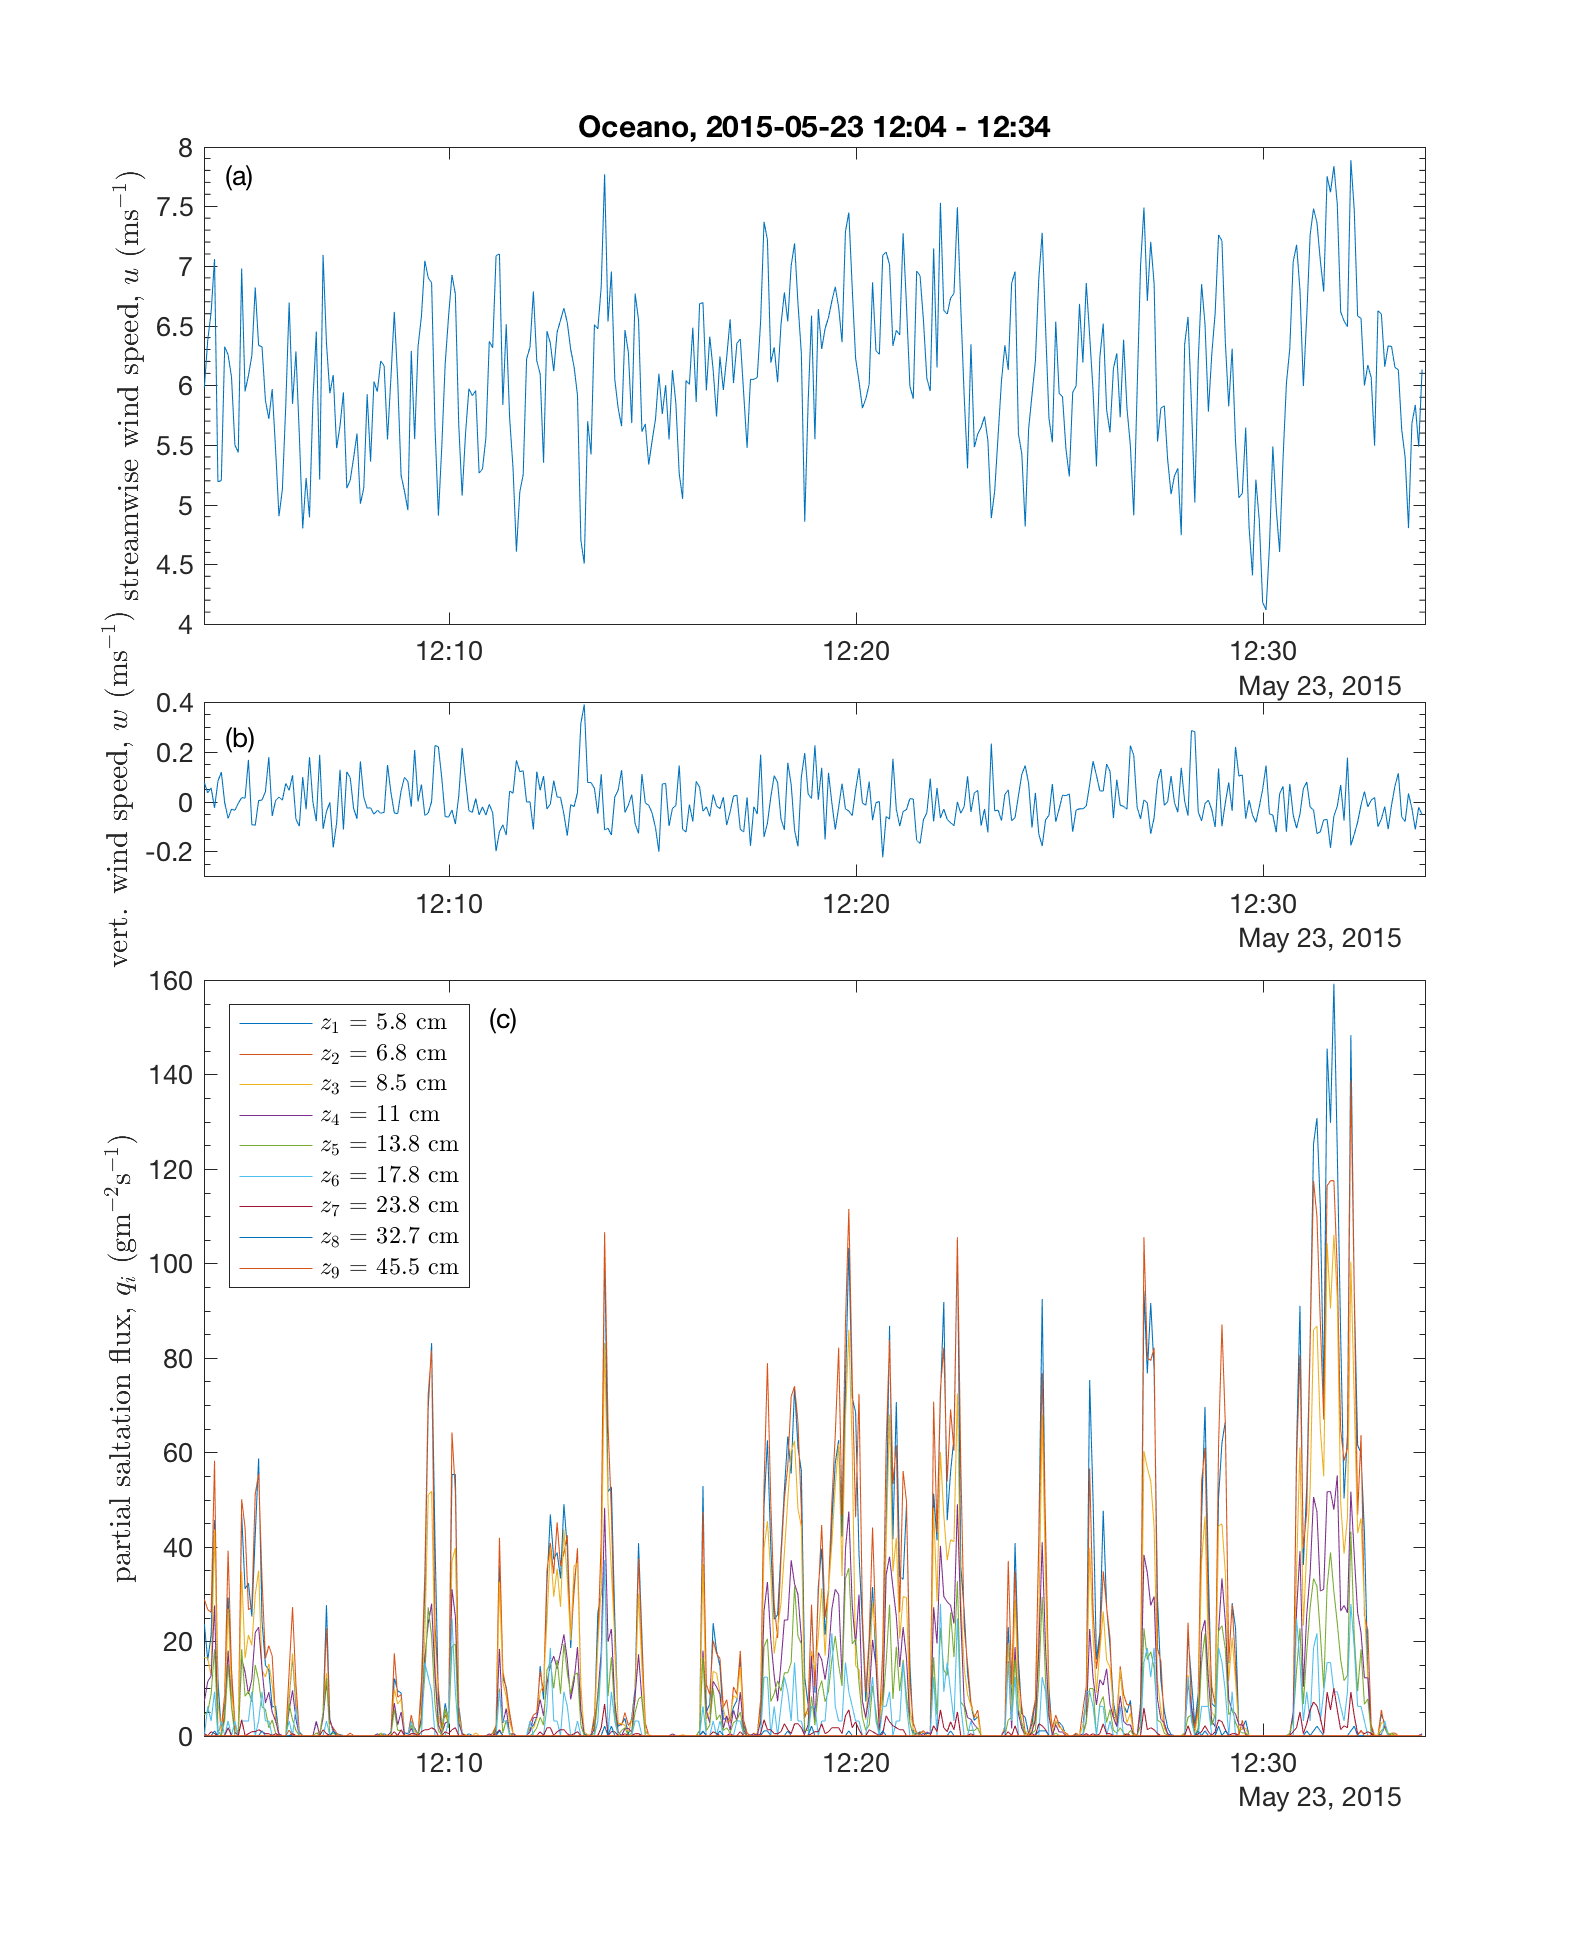 Oceano, 2015-05-23 12:04 - 12:34
(a)
streamwise wind speed, u (ms⁻¹)
8
7.5
7
6.5
6
5.5
5
4.5
4
12:10 12:20 12:30
May 23, 2015
(b)
vert. wind speed, w (ms⁻¹)
0.4
0.2
0
-0.2
12:10 12:20 12:30
May 23, 2015
(c)
partial saltation flux, qᵢ (gm⁻²s⁻¹)
160
140
120
100
80
60
40
20
0
z₁ = 5.8 cm
z₂ = 6.8 cm
z₃ = 8.5 cm
z₄ = 11 cm
z₅ = 13.8 cm
z₆ = 17.8 cm
z₇ = 23.8 cm
z₈ = 32.7 cm
z₉ = 45.5 cm
12:10 12:20 12:30
May 23, 2015